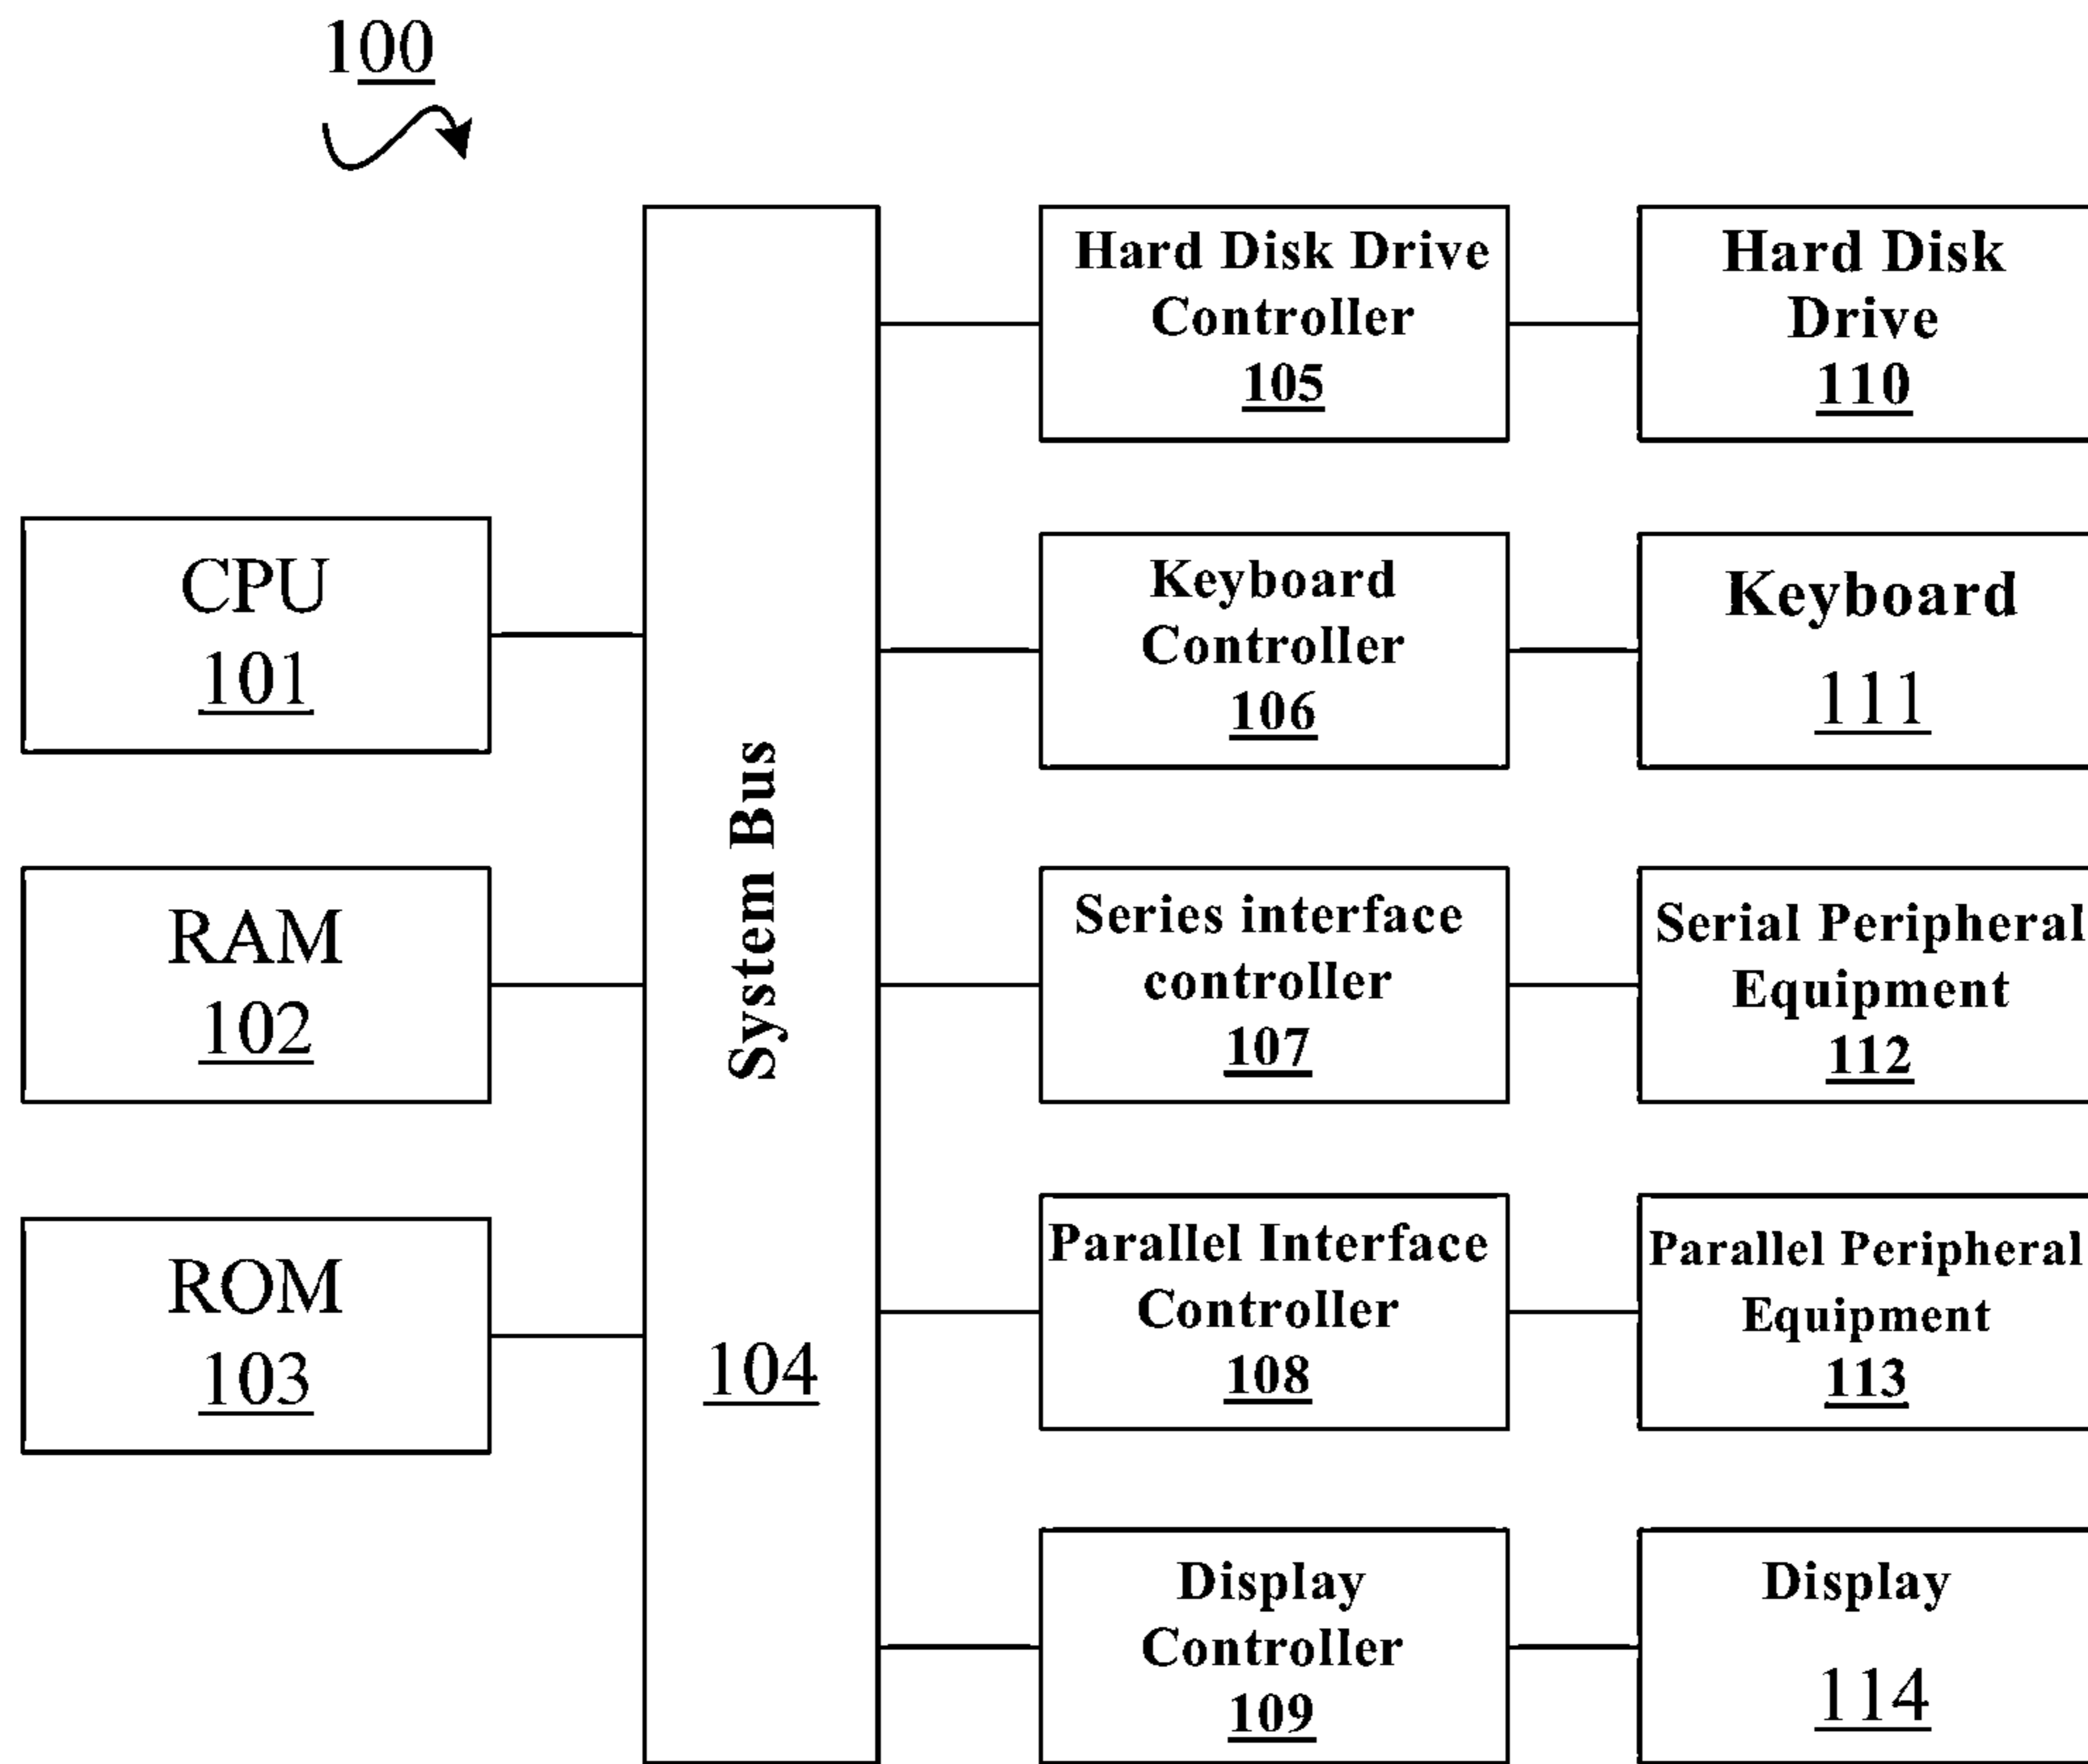 100
CPU
101
RAM
102
ROM
103
System Bus
104
Hard Disk Drive
Controller
105
Keyboard
Controller
106
Series interface
controller
107
Parallel Interface
Controller
108
Display
Controller
109
Hard Disk
Drive
110
Keyboard
111
Serial Peripheral
Equipment
112
Parallel Peripheral
Equipment
113
Display
114